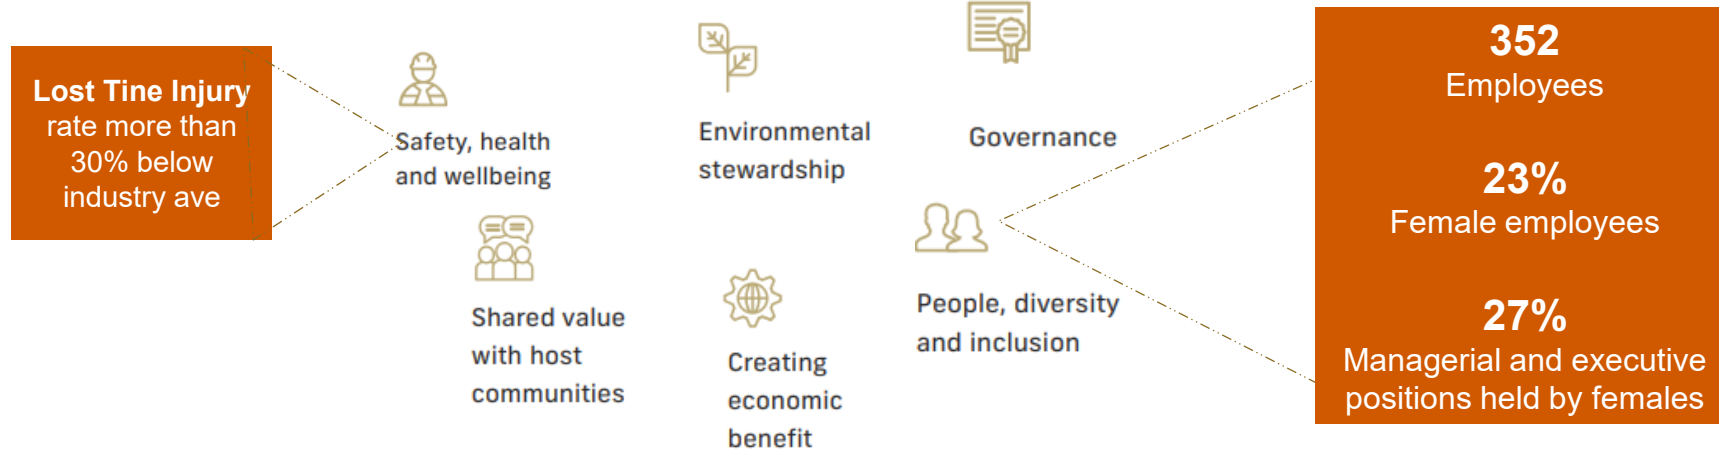 Lost Tine Injury
rate more than
30% below
industry ave
Safety, health
and wellbeing
Environmental
stewardship
Governance
Shared value
with host
communities
Creating
economic
benefit
People, diversity
and inclusion
352
Employees
23%
Female employees
27%
Managerial and executive
positions held by females